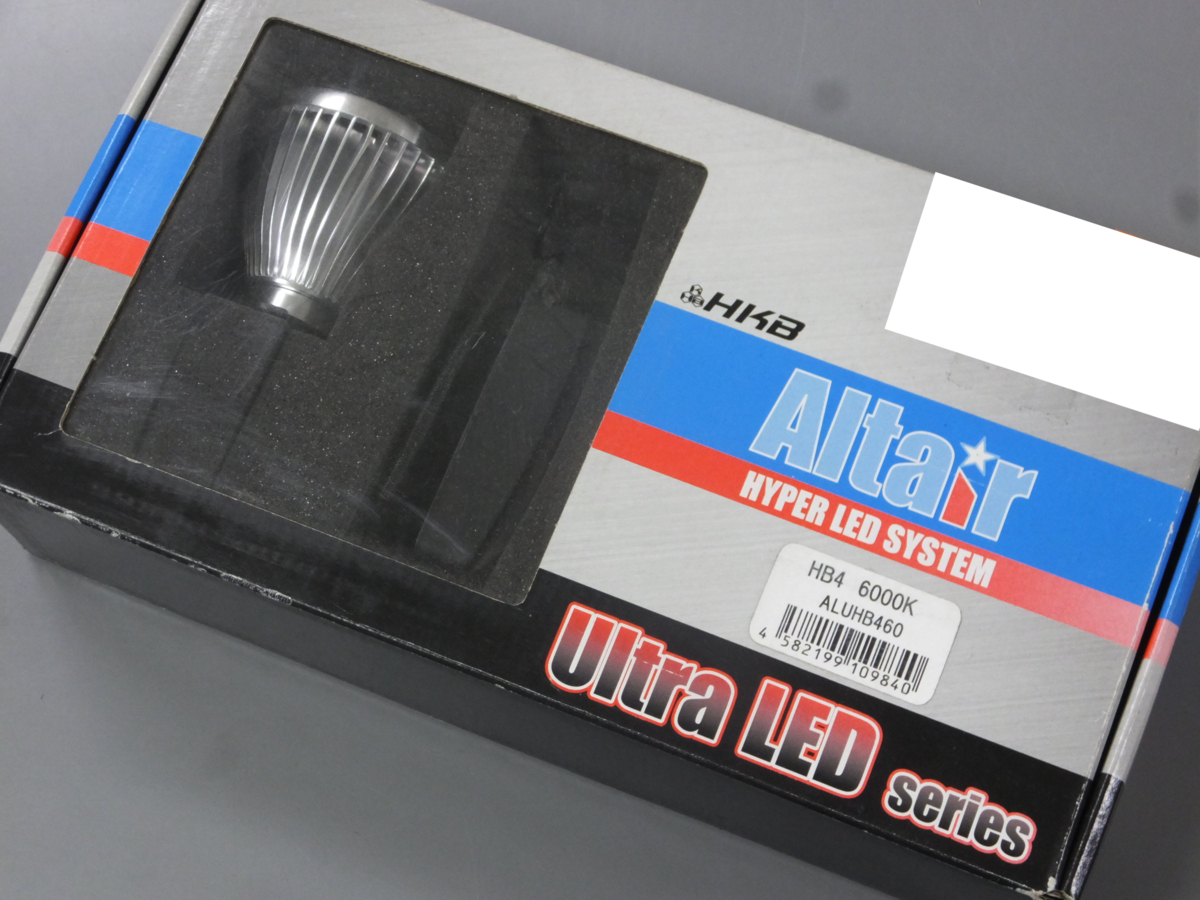 HKB
Altair
HYPER LED SYSTEM
HB4 6000K
ALUHB460
4 582199 109840
Ultra LED series